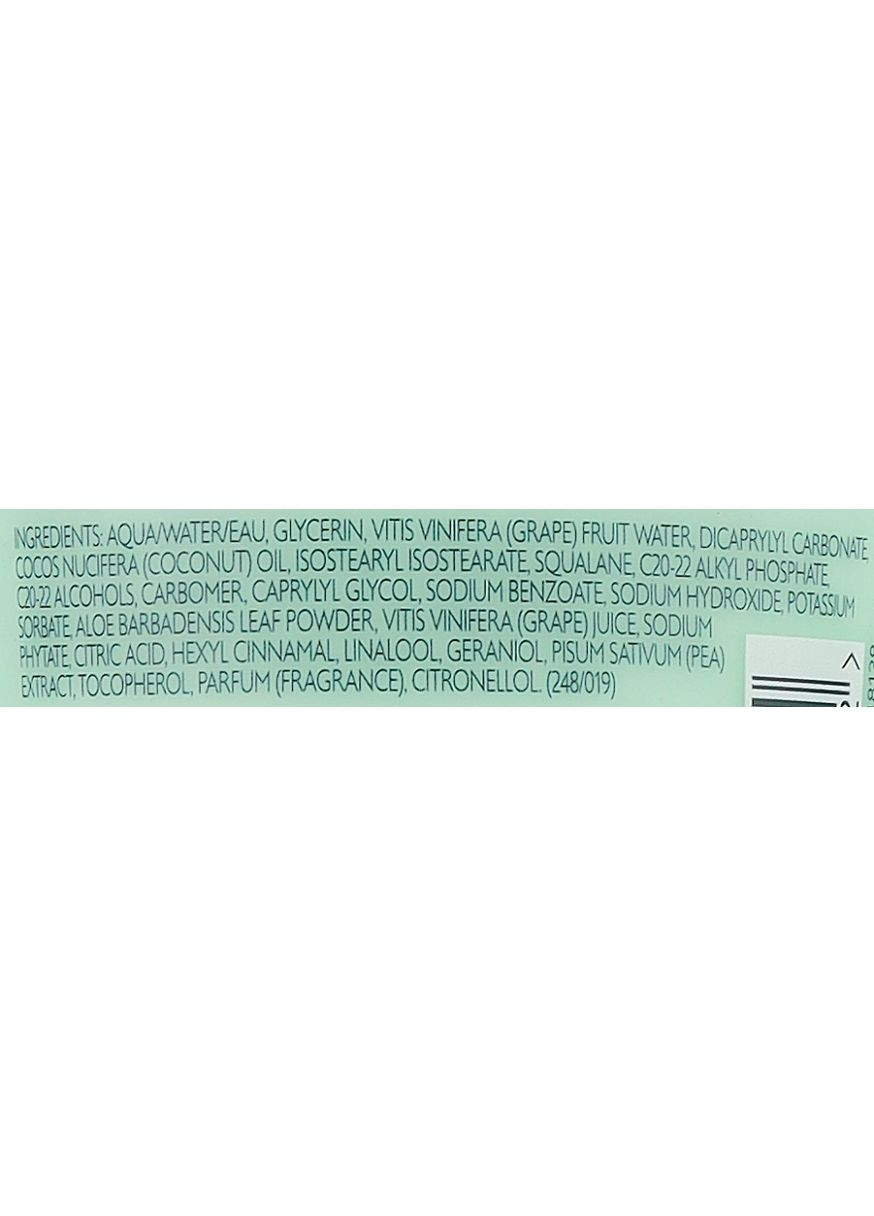 INGREDIENTS: AQUA/WATER/EAU, GLYCERIN, VITIS VINIFERA (GRAPE) FRUIT WATER, DICAPRYLYL CARBONATE,
COCOS NUCIFERA (COCONUT) OIL, ISOSTEARYL ISOSTEARATE, SQUALANE, C20-22 ALKYL PHOSPHATE,
C20-22 ALCOHOLS, CARBOMER, CAPRYLYL GLYCOL, SODIUM BENZOATE, SODIUM HYDROXIDE, POTASSIUM
SORBATE, ALOE BARBADENSIS LEAF POWDER, VITIS VINIFERA (GRAPE) JUICE, SODIUM
PHYTATE, CITRIC ACID, HEXYL CINNAMAL, LINALOOL, GERANIOL, PISUM SATIVUM (PEA)
EXTRACT, TOCOPHEROL, PARFUM (FRAGRANCE), CITRONELLOL. (248/019)